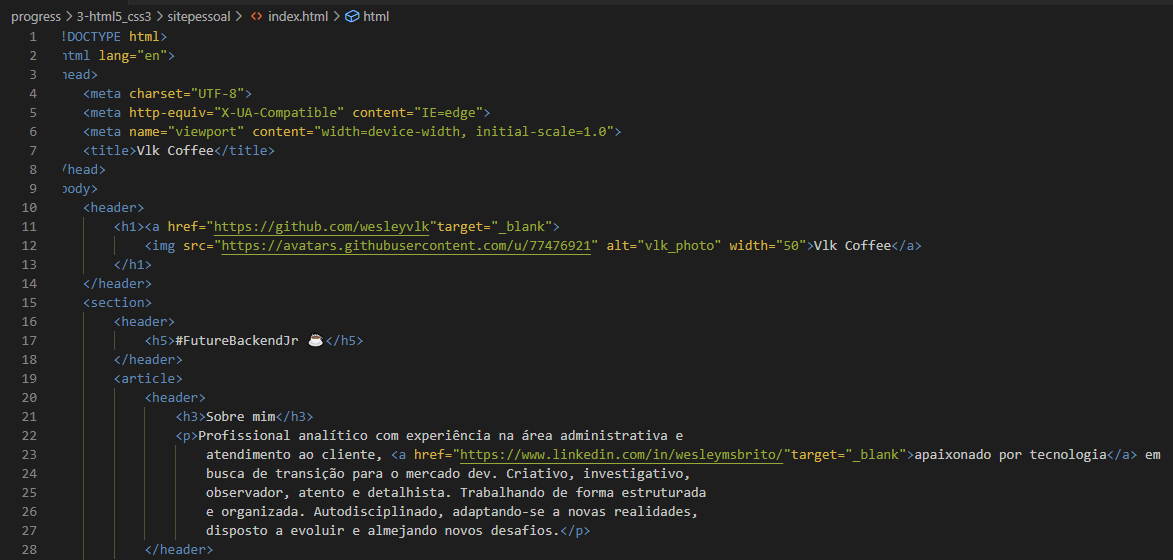 progress > 3-html5_css3 > sitepessoal > <> index.html > html
1 !DOCTYPE html>
2 html lang="en">
3 head>
4 <meta charset="UTF-8">
5 <meta http-equiv="X-UA-Compatible" content="IE=edge">
6 <meta name="viewport" content="width=device-width, initial-scale=1.0">
7 <title>Vlk Coffee</title>
8 /head>
9 body>
10 <header>
11 <h1><a href="https://github.com/wesleyvlk"target="_blank">
12 <img src="https://avatars.githubusercontent.com/u/77476921" alt="vlk_photo" width="50">Vlk Coffee</a>
13 </h1>
14 </header>
15 <section>
16 <header>
17 <h5>#FutureBackendJr ☕</h5>
18 </header>
19 <article>
20 <header>
21 <h3>Sobre mim</h3>
22 <p>Profissional analítico com experiência na área administrativa e
23 atendimento ao cliente, <a href="https://www.linkedin.com/in/wesleymsbrito/"target="_blank">apaixonado por tecnologia</a> em
24 busca de transição para o mercado dev. Criativo, investigativo,
25 observador, atento e detalhista. Trabalhando de forma estruturada
26 e organizada. Autodisciplinado, adaptando-se a novas realidades,
27 disposto a evoluir e almejando novos desafios.</p>
28 </header>